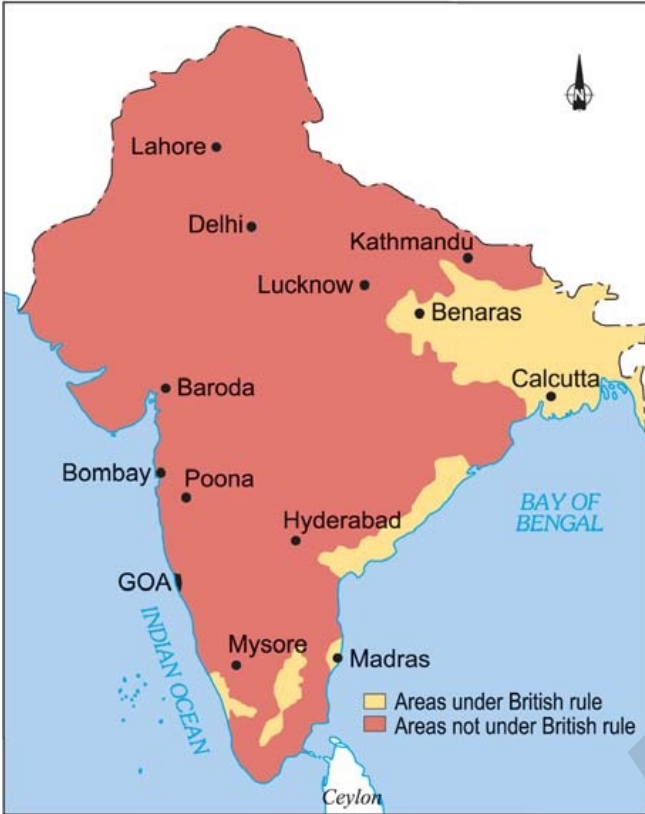 N
Lahore
Delhi
Kathmandu
Lucknow
Benaras
Calcutta
Baroda
Bombay
Poona
Hyderabad
BAY OF
BENGAL
GOA
INDIAN OCEAN
Mysore
Madras
Areas under British rule
Areas not under British rule
Ceylon